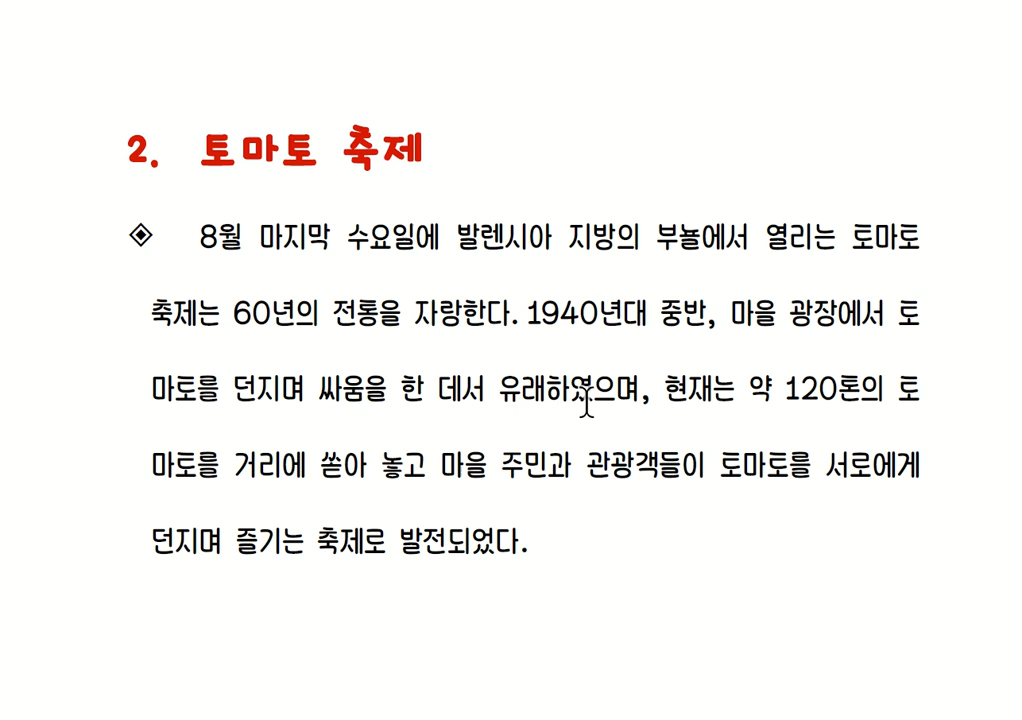 2. 토마토 축제
◈ 8월 마지막 수요일에 발렌시아 지방의 부뇰에서 열리는 토마토
축제는 60년의 전통을 자랑한다. 1940년대 중반, 마을 광장에서 토
마토를 던지며 싸움을 한 데서 유래하였으며, 현재는 약 120톤의 토
마토를 거리에 쏟아 놓고 마을 주민과 관광객들이 토마토를 서로에게
던지며 즐기는 축제로 발전되었다.